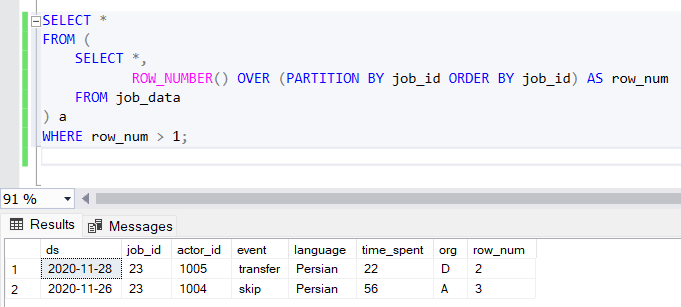 SELECT *
FROM (
SELECT *,
ROW_NUMBER() OVER (PARTITION BY job_id ORDER BY job_id) AS row_num
FROM job_data
) a
WHERE row_num > 1;
91 %
Results Messages
ds job_id actor_id event language time_spent org row_num
1 2020-11-28 23 1005 transfer Persian 22 D 2
2 2020-11-26 23 1004 skip Persian 56 A 3